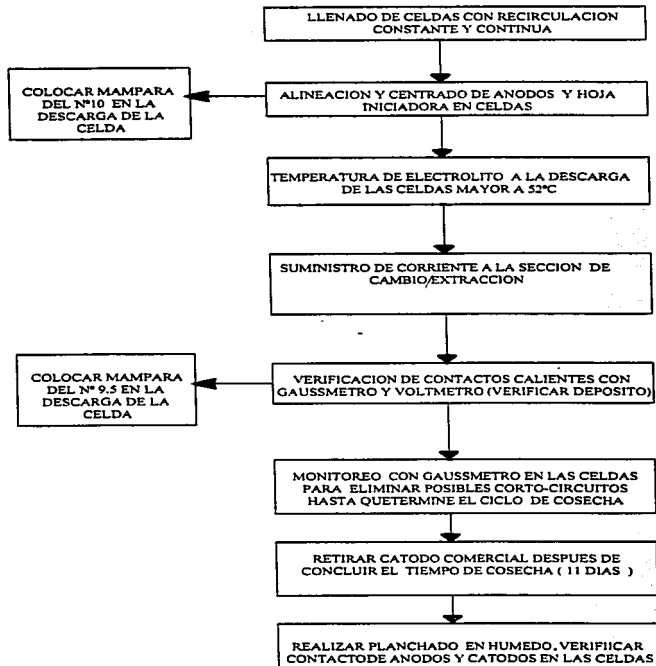 LLENADO DE CELDAS CON RECIRCULACION
CONSTANTE Y CONTINUA
COLOCAR MAMPARA
DEL Nº10 EN LA
DESCARGA DE LA
CELDA
ALINEACION Y CENTRADO DE ANODOS Y HOJA
INICIADORA EN CELDAS
TEMPERATURA DE ELECTROLITO A LA DESCARGA
DE LAS CELDAS MAYOR A 52ºC
SUMINISTRO DE CORRIENTE A LA SECCION DE
CAMBIO/EXTRACCION
COLOCAR MAMPARA
DEL Nº 9.5 EN LA
DESCARGA DE LA
CELDA
VERIFICACION DE CONTACTOS CALIENTES CON
GAUSSMETRO Y VOLTMETRO (VERIFICAR DEPOSITO)
MONITOREO CON GAUSSMETRO EN LAS CELDAS
PARA ELIMINAR POSIBLES CORTO-CIRCUITOS
HASTA QUETERMINE EL CICLO DE COSECHA
RETIRAR CATODO COMERCIAL DESPUES DE
CONCLUIR EL TIEMPO DE COSECHA ( 11 DIAS )
REALIZAR PLANCHADO EN HUMEDO, VERIFIICAR
CONTACTODE ANODOS Y CATODOS EN LAS CELDAS